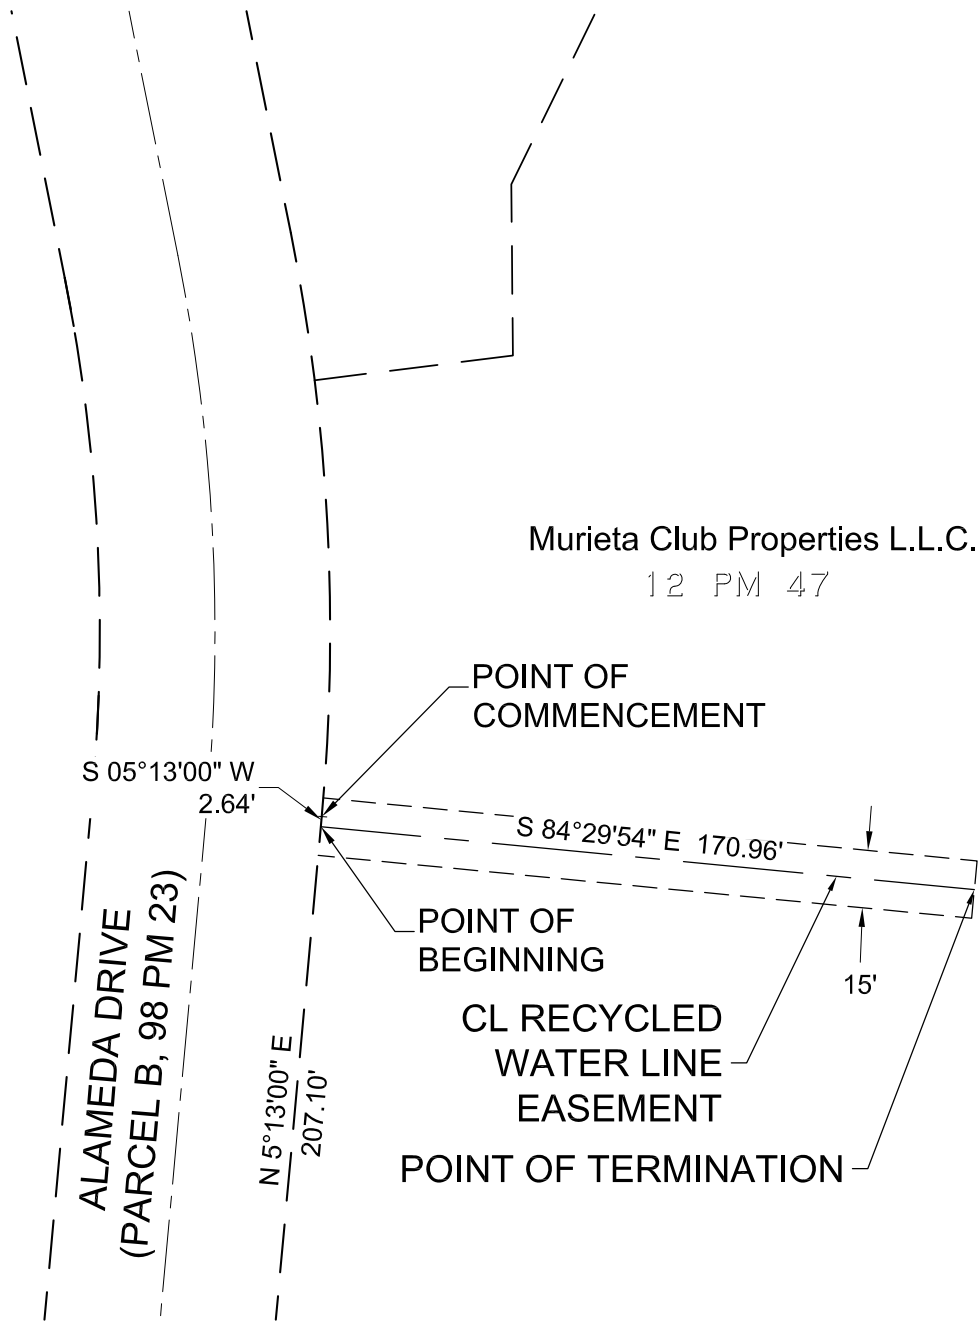 Murieta Club Properties L.L.C.
12 PM 47
POINT OF
COMMENCEMENT
S 05°13'00" W
2.64'
S 84°29'54" E 170.96'
POINT OF
BEGINNING
15'
CL RECYCLED
WATER LINE
EASEMENT
POINT OF TERMINATION
ALAMEDA DRIVE
(PARCEL B, 98 PM 23)
N 5°13'00" E
207.10'